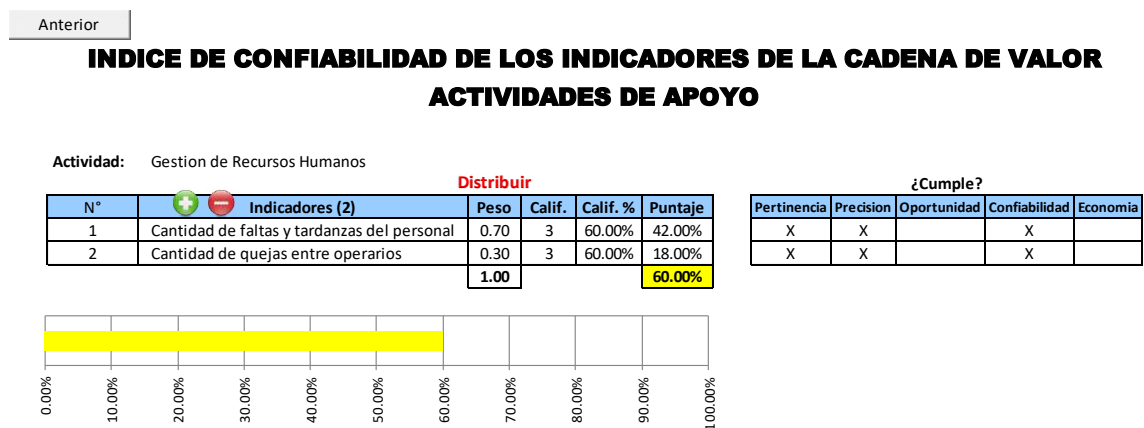 Anterior
INDICE DE CONFIABILIDAD DE LOS INDICADORES DE LA CADENA DE VALOR
ACTIVIDADES DE APOYO
Actividad: Gestion de Recursos Humanos
Distribuir
¿Cumple?
N° Indicadores (2) Peso Calif. Calif. % Puntaje Pertinencia Precision Oportunidad Confiabilidad Economia
1 Cantidad de faltas y tardanzas del personal 0.70 3 60.00% 42.00% X X X
2 Cantidad de quejas entre operarios 0.30 3 60.00% 18.00% X X X
1.00 60.00%
0.00% 10.00% 20.00% 30.00% 40.00% 50.00% 60.00% 70.00% 80.00% 90.00% 100.00%